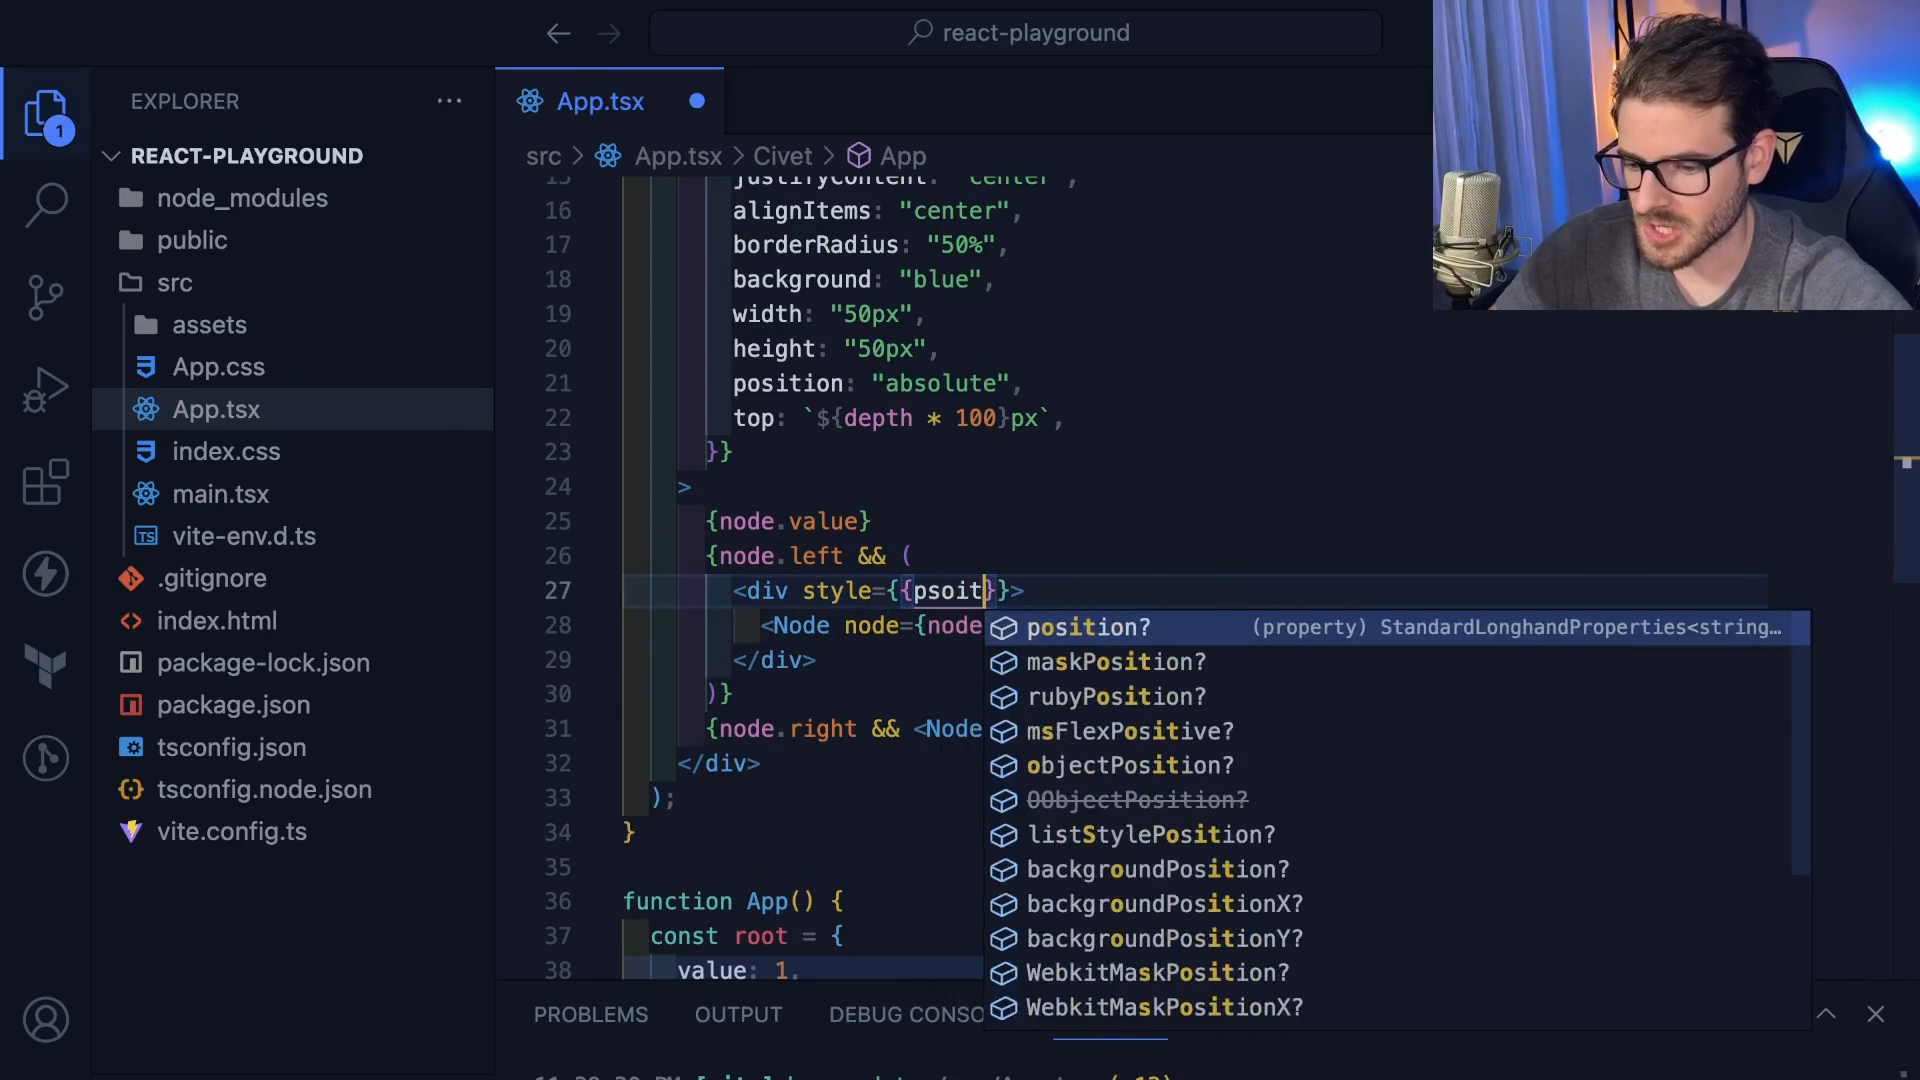 react-playground
EXPLORER
App.tsx
REACT-PLAYGROUND
src > App.tsx > Civet > App
node_modules
public
src
assets
App.css
App.tsx
index.css
main.tsx
vite-env.d.ts
.gitignore
index.html
package-lock.json
package.json
tsconfig.json
tsconfig.node.json
vite.config.ts
1
15 justifyContent: "center",
16 alignItems: "center",
17 borderRadius: "50%",
18 background: "blue",
19 width: "50px",
20 height: "50px",
21 position: "absolute",
22 top: `${depth * 100}px`,
23 }}
24 >
25 {node.value}
26 {node.left && (
27 <div style={{psoit}}>
28 <Node node={node
29 </div>
30 )}
31 {node.right && <Node
32 </div>
33 );
34 }
35
36 function App() {
37 const root = {
38 value: 1,
position? (property) StandardLonghandProperties<string…
maskPosition?
rubyPosition?
msFlexPositive?
objectPosition?
OObjectPosition?
listStylePosition?
backgroundPosition?
backgroundPositionX?
backgroundPositionY?
WebkitMaskPosition?
WebkitMaskPositionX?
PROBLEMS OUTPUT DEBUG CONSO